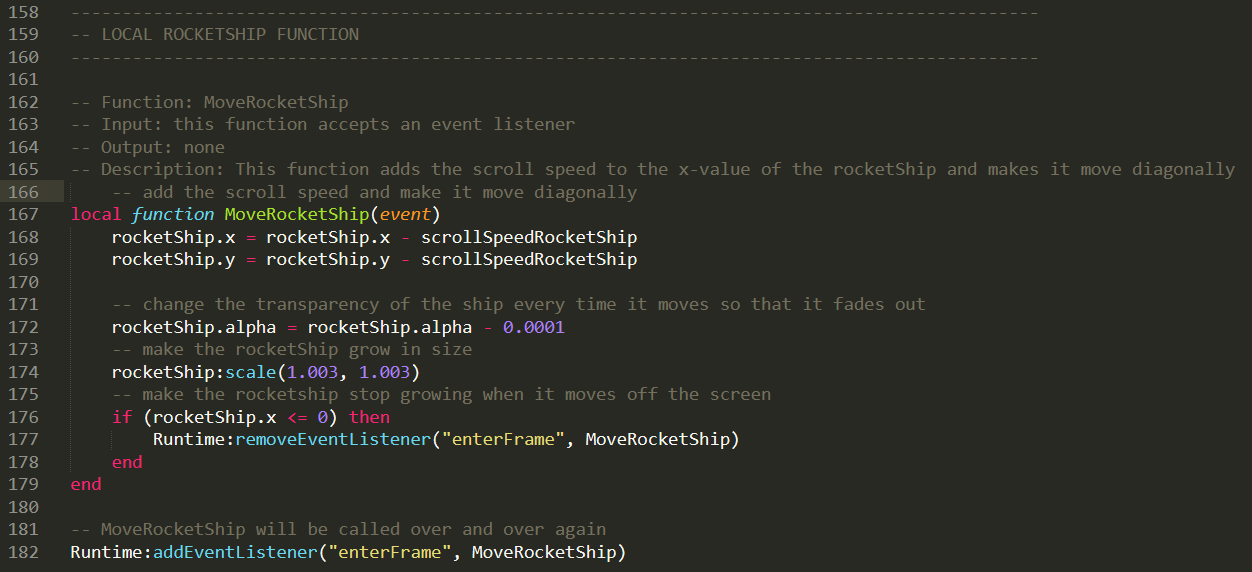 158 ----------------------------------------------------------------------------------------------
159 -- LOCAL ROCKETSHIP FUNCTION
160 ----------------------------------------------------------------------------------------------
161
162 -- Function: MoveRocketShip
163 -- Input: this function accepts an event listener
164 -- Output: none
165 -- Description: This function adds the scroll speed to the x-value of the rocketShip and makes it move diagonally
166     -- add the scroll speed and make it move diagonally
167 local function MoveRocketShip(event)
168     rocketShip.x = rocketShip.x - scrollSpeedRocketShip
169     rocketShip.y = rocketShip.y - scrollSpeedRocketShip
170
171     -- change the transparency of the ship every time it moves so that it fades out
172     rocketShip.alpha = rocketShip.alpha - 0.0001
173     -- make the rocketShip grow in size
174     rocketShip:scale(1.003, 1.003)
175     -- make the rocketship stop growing when it moves off the screen
176     if (rocketShip.x <= 0) then
177         Runtime:removeEventListener("enterFrame", MoveRocketShip)
178     end
179 end
180
181 -- MoveRocketShip will be called over and over again
182 Runtime:addEventListener("enterFrame", MoveRocketShip)